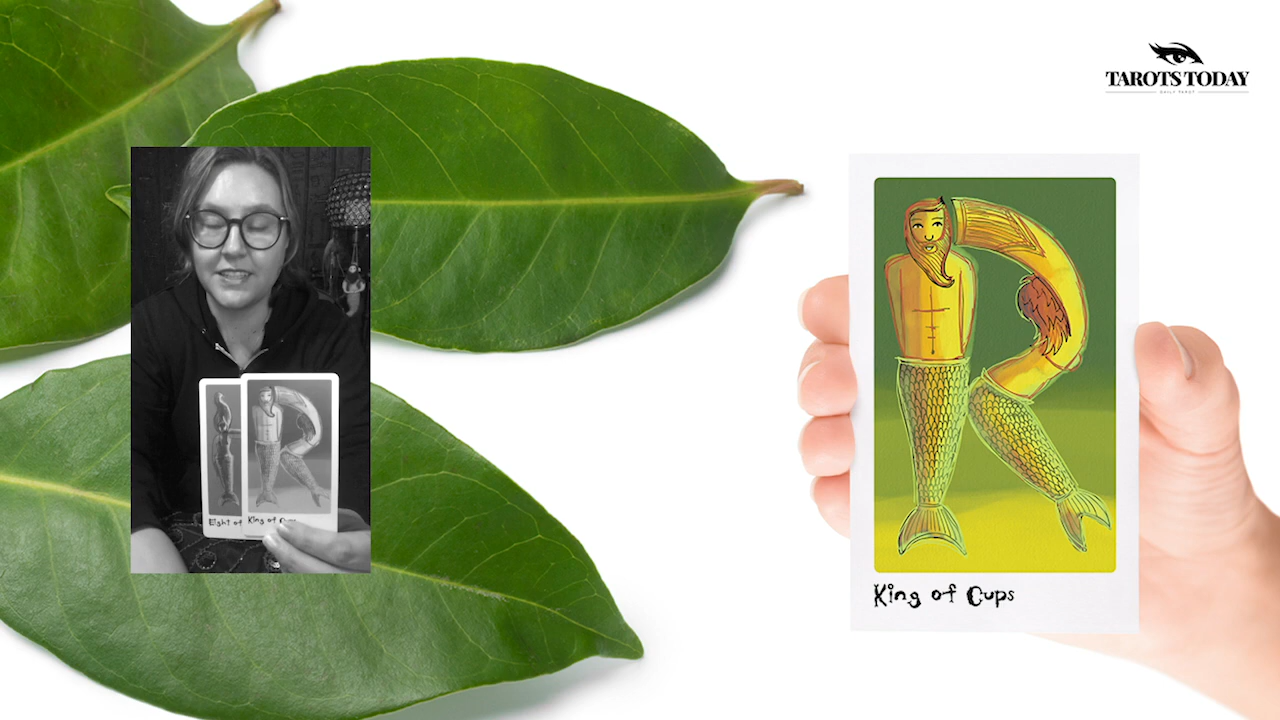 TAROTS TODAY
DAILY TAROT
Eight of
King of Cups
King of Cups